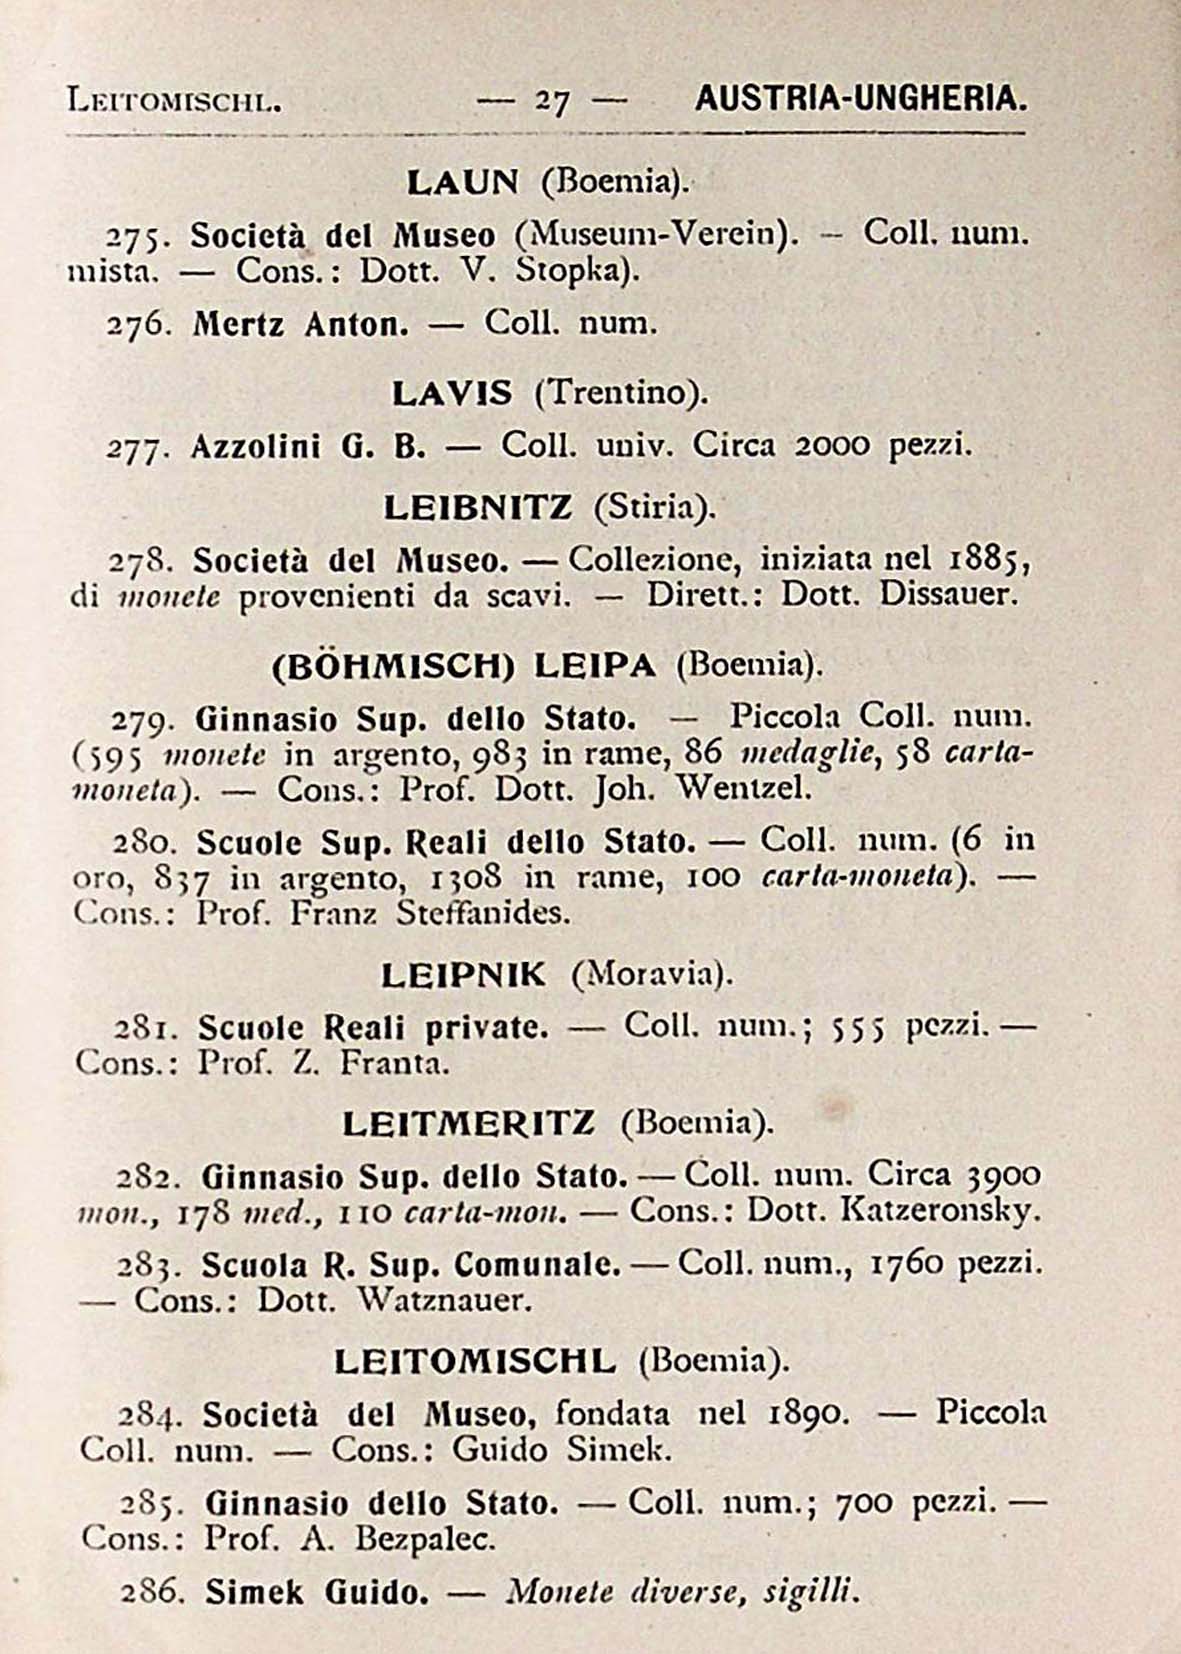 LEITOMISCHL. — 27 — AUSTRIA-UNGHERIA.
LAUN (Boemia).
275. Società del Museo (Museum-Verein). – Coll. num.
mista. — Cons.: Dott. V. Stopka).
276. Mertz Anton. — Coll. num.
LAVIS (Trentino).
277. Azzolini G. B. — Coll. univ. Circa 2000 pezzi.
LEIBNITZ (Stiria).
278. Società del Museo. — Collezione, iniziata nel 1885,
di monete provenienti da scavi. — Dirett.: Dott. Dissauer.
(BÖHMISCH) LEIPA (Boemia).
279. Ginnasio Sup. dello Stato. — Piccola Coll. num.
(595 monete in argento, 983 in rame, 86 medaglie, 58 carta-
moneta). — Cons.: Prof. Dott. Joh. Wentzel.
280. Scuole Sup. Reali dello Stato. — Coll. num. (6 in
oro, 837 in argento, 1308 in rame, 100 carta-moneta). —
Cons.: Prof. Franz Steffanides.
LEIPNIK (Moravia).
281. Scuole Reali private. — Coll. num.; 555 pezzi. —
Cons.: Prof. Z. Franta.
LEITMERITZ (Boemia).
282. Ginnasio Sup. dello Stato. — Coll. num. Circa 3900
mon., 178 med., 110 carta-mon. — Cons.: Dott. Katzeronsky.
283. Scuola R. Sup. Comunale. — Coll. num., 1760 pezzi.
— Cons.: Dott. Watznauer.
LEITOMISCHL (Boemia).
284. Società del Museo, fondata nel 1890. — Piccola
Coll. num. — Cons.: Guido Simek.
285. Ginnasio dello Stato. — Coll. num.; 700 pezzi. —
Cons.: Prof. A. Bezpalec.
286. Simek Guido. — Monete diverse, sigilli.